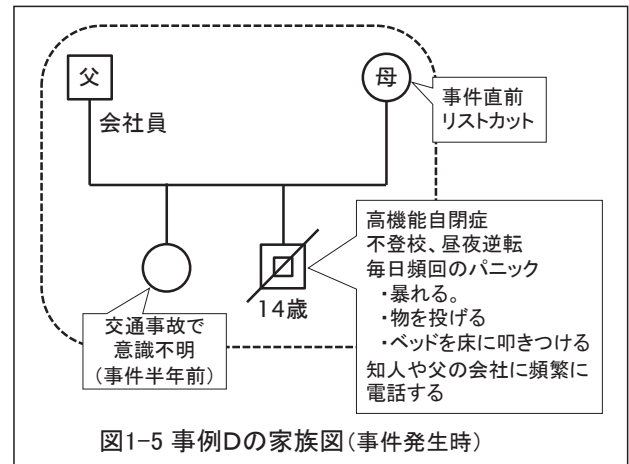 父
母
会社員
事件直前
リストカット
高機能自閉症
不登校、昼夜逆転
毎日頻回のパニック
・暴れる。
・物を投げる
・ベッドを床に叩きつける
知人や父の会社に頻繁に
電話する
14歳
交通事故で
意識不明
（事件半年前）
図1-5 事例Dの家族図（事件発生時）